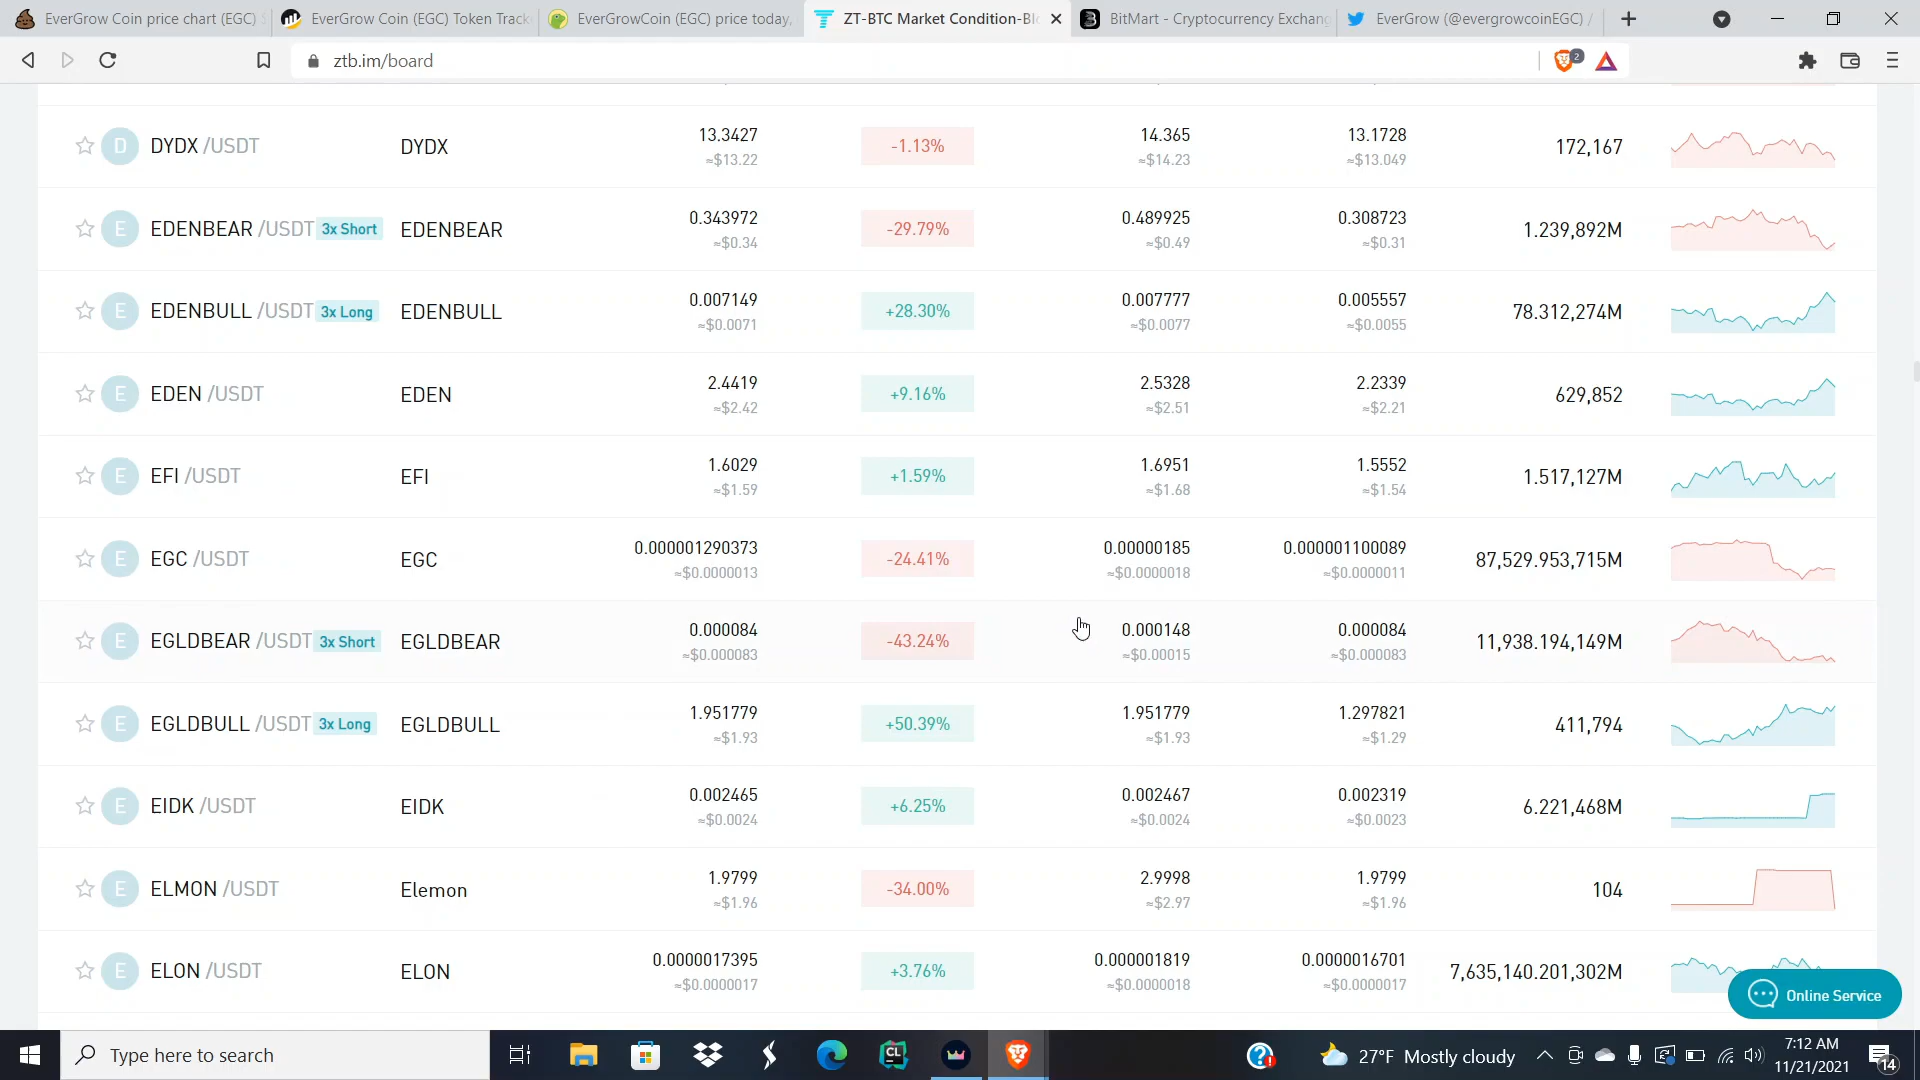 EverGrow Coin price chart (EGC)
EverGrow Coin (EGC) Token Track
EverGrowCoin (EGC) price today,
ZT-BTC Market Condition-Blo
BitMart - Cryptocurrency Exchang
EverGrow (@evergrowcoinEGC) /
ztb.im/board
2
D DYDX /USDT DYDX 13.3427 -1.13% 14.365 13.1728 172,167
≈$13.22 ≈$14.23 ≈$13.049
E EDENBEAR /USDT 3x Short EDENBEAR 0.343972 -29.79% 0.489925 0.308723 1.239,892M
≈$0.34 ≈$0.49 ≈$0.31
E EDENBULL /USDT 3x Long EDENBULL 0.007149 +28.30% 0.007777 0.005557 78.312,274M
≈$0.0071 ≈$0.0077 ≈$0.0055
E EDEN /USDT EDEN 2.4419 +9.16% 2.5328 2.2339 629,852
≈$2.42 ≈$2.51 ≈$2.21
E EFI /USDT EFI 1.6029 +1.59% 1.6951 1.5552 1.517,127M
≈$1.59 ≈$1.68 ≈$1.54
E EGC /USDT EGC 0.000001290373 -24.41% 0.00000185 0.000001100089 87,529.953,715M
≈$0.0000013 ≈$0.0000018 ≈$0.0000011
E EGLDBEAR /USDT 3x Short EGLDBEAR 0.000084 -43.24% 0.000148 0.000084 11,938.194,149M
≈$0.000083 ≈$0.00015 ≈$0.000083
E EGLDBULL /USDT 3x Long EGLDBULL 1.951779 +50.39% 1.951779 1.297821 411,794
≈$1.93 ≈$1.93 ≈$1.29
E EIDK /USDT EIDK 0.002465 +6.25% 0.002467 0.002319 6.221,468M
≈$0.0024 ≈$0.0024 ≈$0.0023
E ELMON /USDT Elemon 1.9799 -34.00% 2.9998 1.9799 104
≈$1.96 ≈$2.97 ≈$1.96
E ELON /USDT ELON 0.0000017395 +3.76% 0.000001819 0.0000016701 7,635,140.201,302M
≈$0.0000017 ≈$0.0000018 ≈$0.0000017
Online Service
Type here to search
CL
27°F Mostly cloudy
7:12 AM
11/21/2021
14